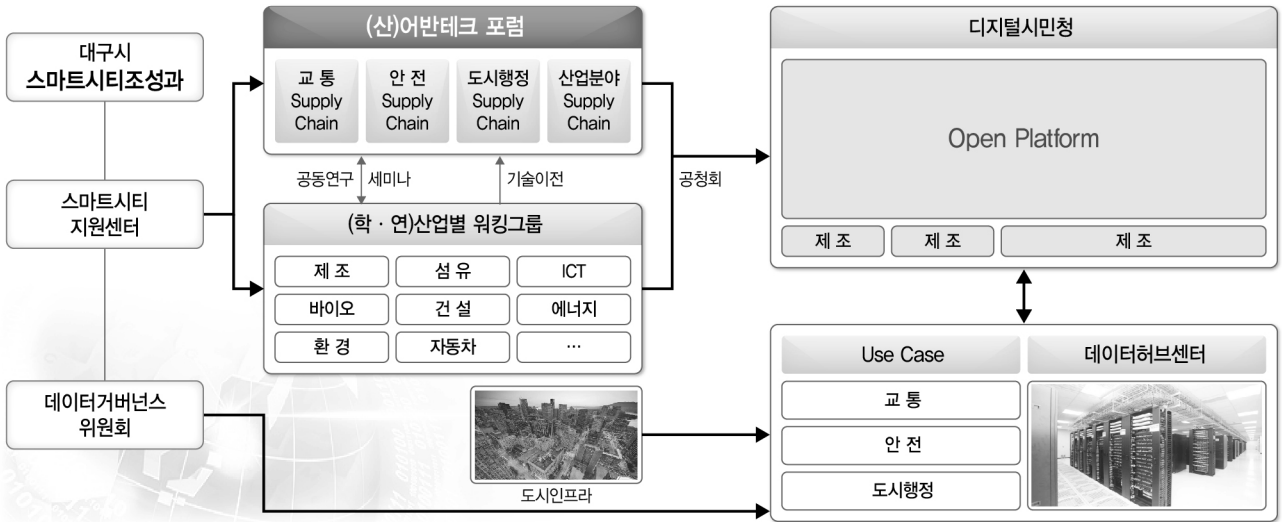 대구시
스마트시티조성과
스마트시티
지원센터
데이터거버넌스
위원회
(산)어반테크 포럼
교 통
Supply
Chain
안 전
Supply
Chain
도시행정
Supply
Chain
산업분야
Supply
Chain
공동연구
세미나
기술이전
공청회
(학 · 연)산업별 워킹그룹
제 조
섬 유
ICT
바이오
건 설
에너지
환 경
자동차
…
도시인프라
디지털시민청
Open Platform
제 조
제 조
제 조
Use Case
교 통
안 전
도시행정
데이터허브센터